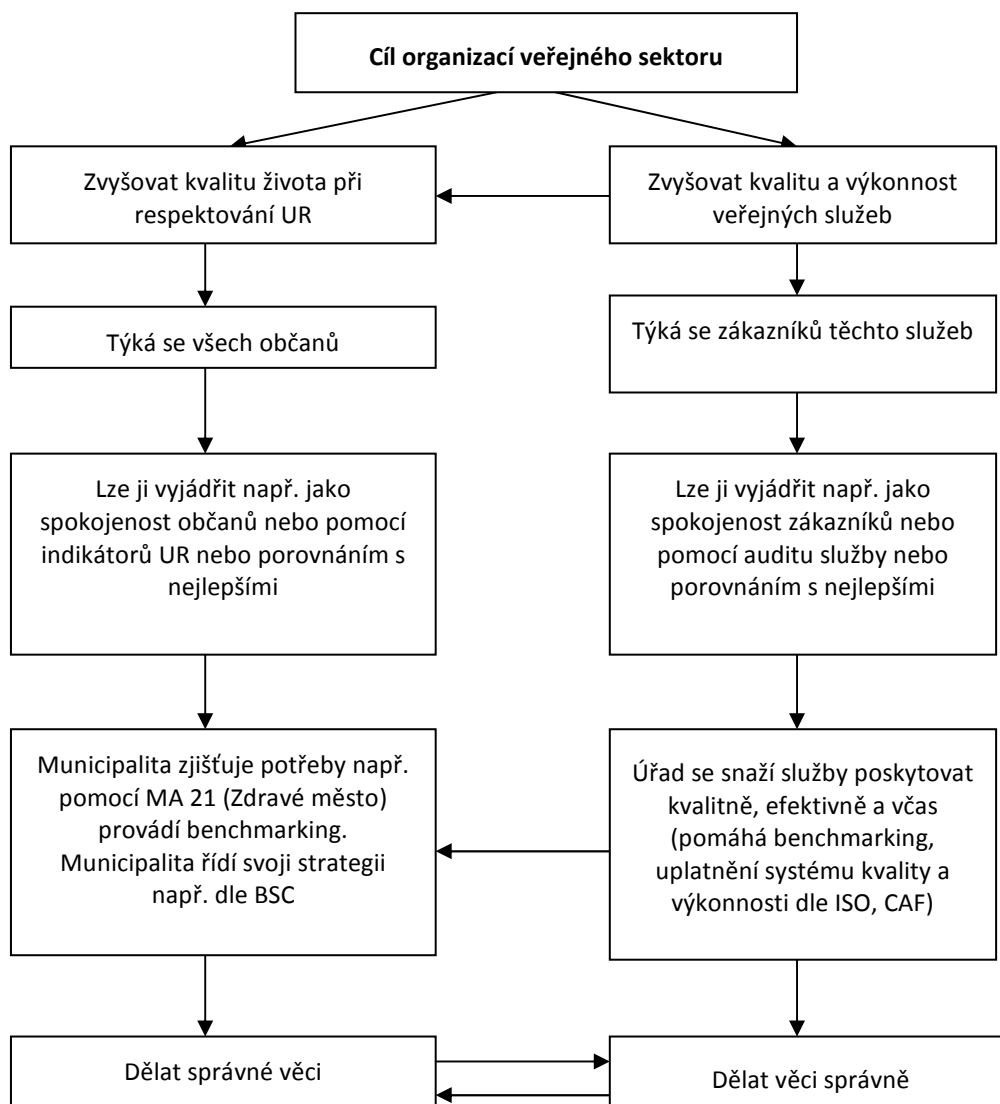 Cíl organizací veřejného sektoru
Zvyšovat kvalitu života při
respektování UR
Zvyšovat kvalitu a výkonnost
veřejných služeb
Týká se všech občanů
Týká se zákazníků těchto služeb
Lze ji vyjádřit např. jako
spokojenost občanů nebo pomocí
indikátorů UR nebo porovnáním s
nejlepšími
Lze ji vyjádřit např. jako
spokojenost zákazníků nebo
pomocí auditu služby nebo
porovnáním s nejlepšími
Municipalita zjišťuje potřeby např.
pomocí MA 21 (Zdravé město)
provádí benchmarking.
Municipalita řídí svoji strategii
např. dle BSC
Úřad se snaží služby poskytovat
kvalitně, efektivně a včas
(pomáhá benchmarking,
uplatnění systému kvality a
výkonnosti dle ISO, CAF)
Dělat správné věci
Dělat věci správně